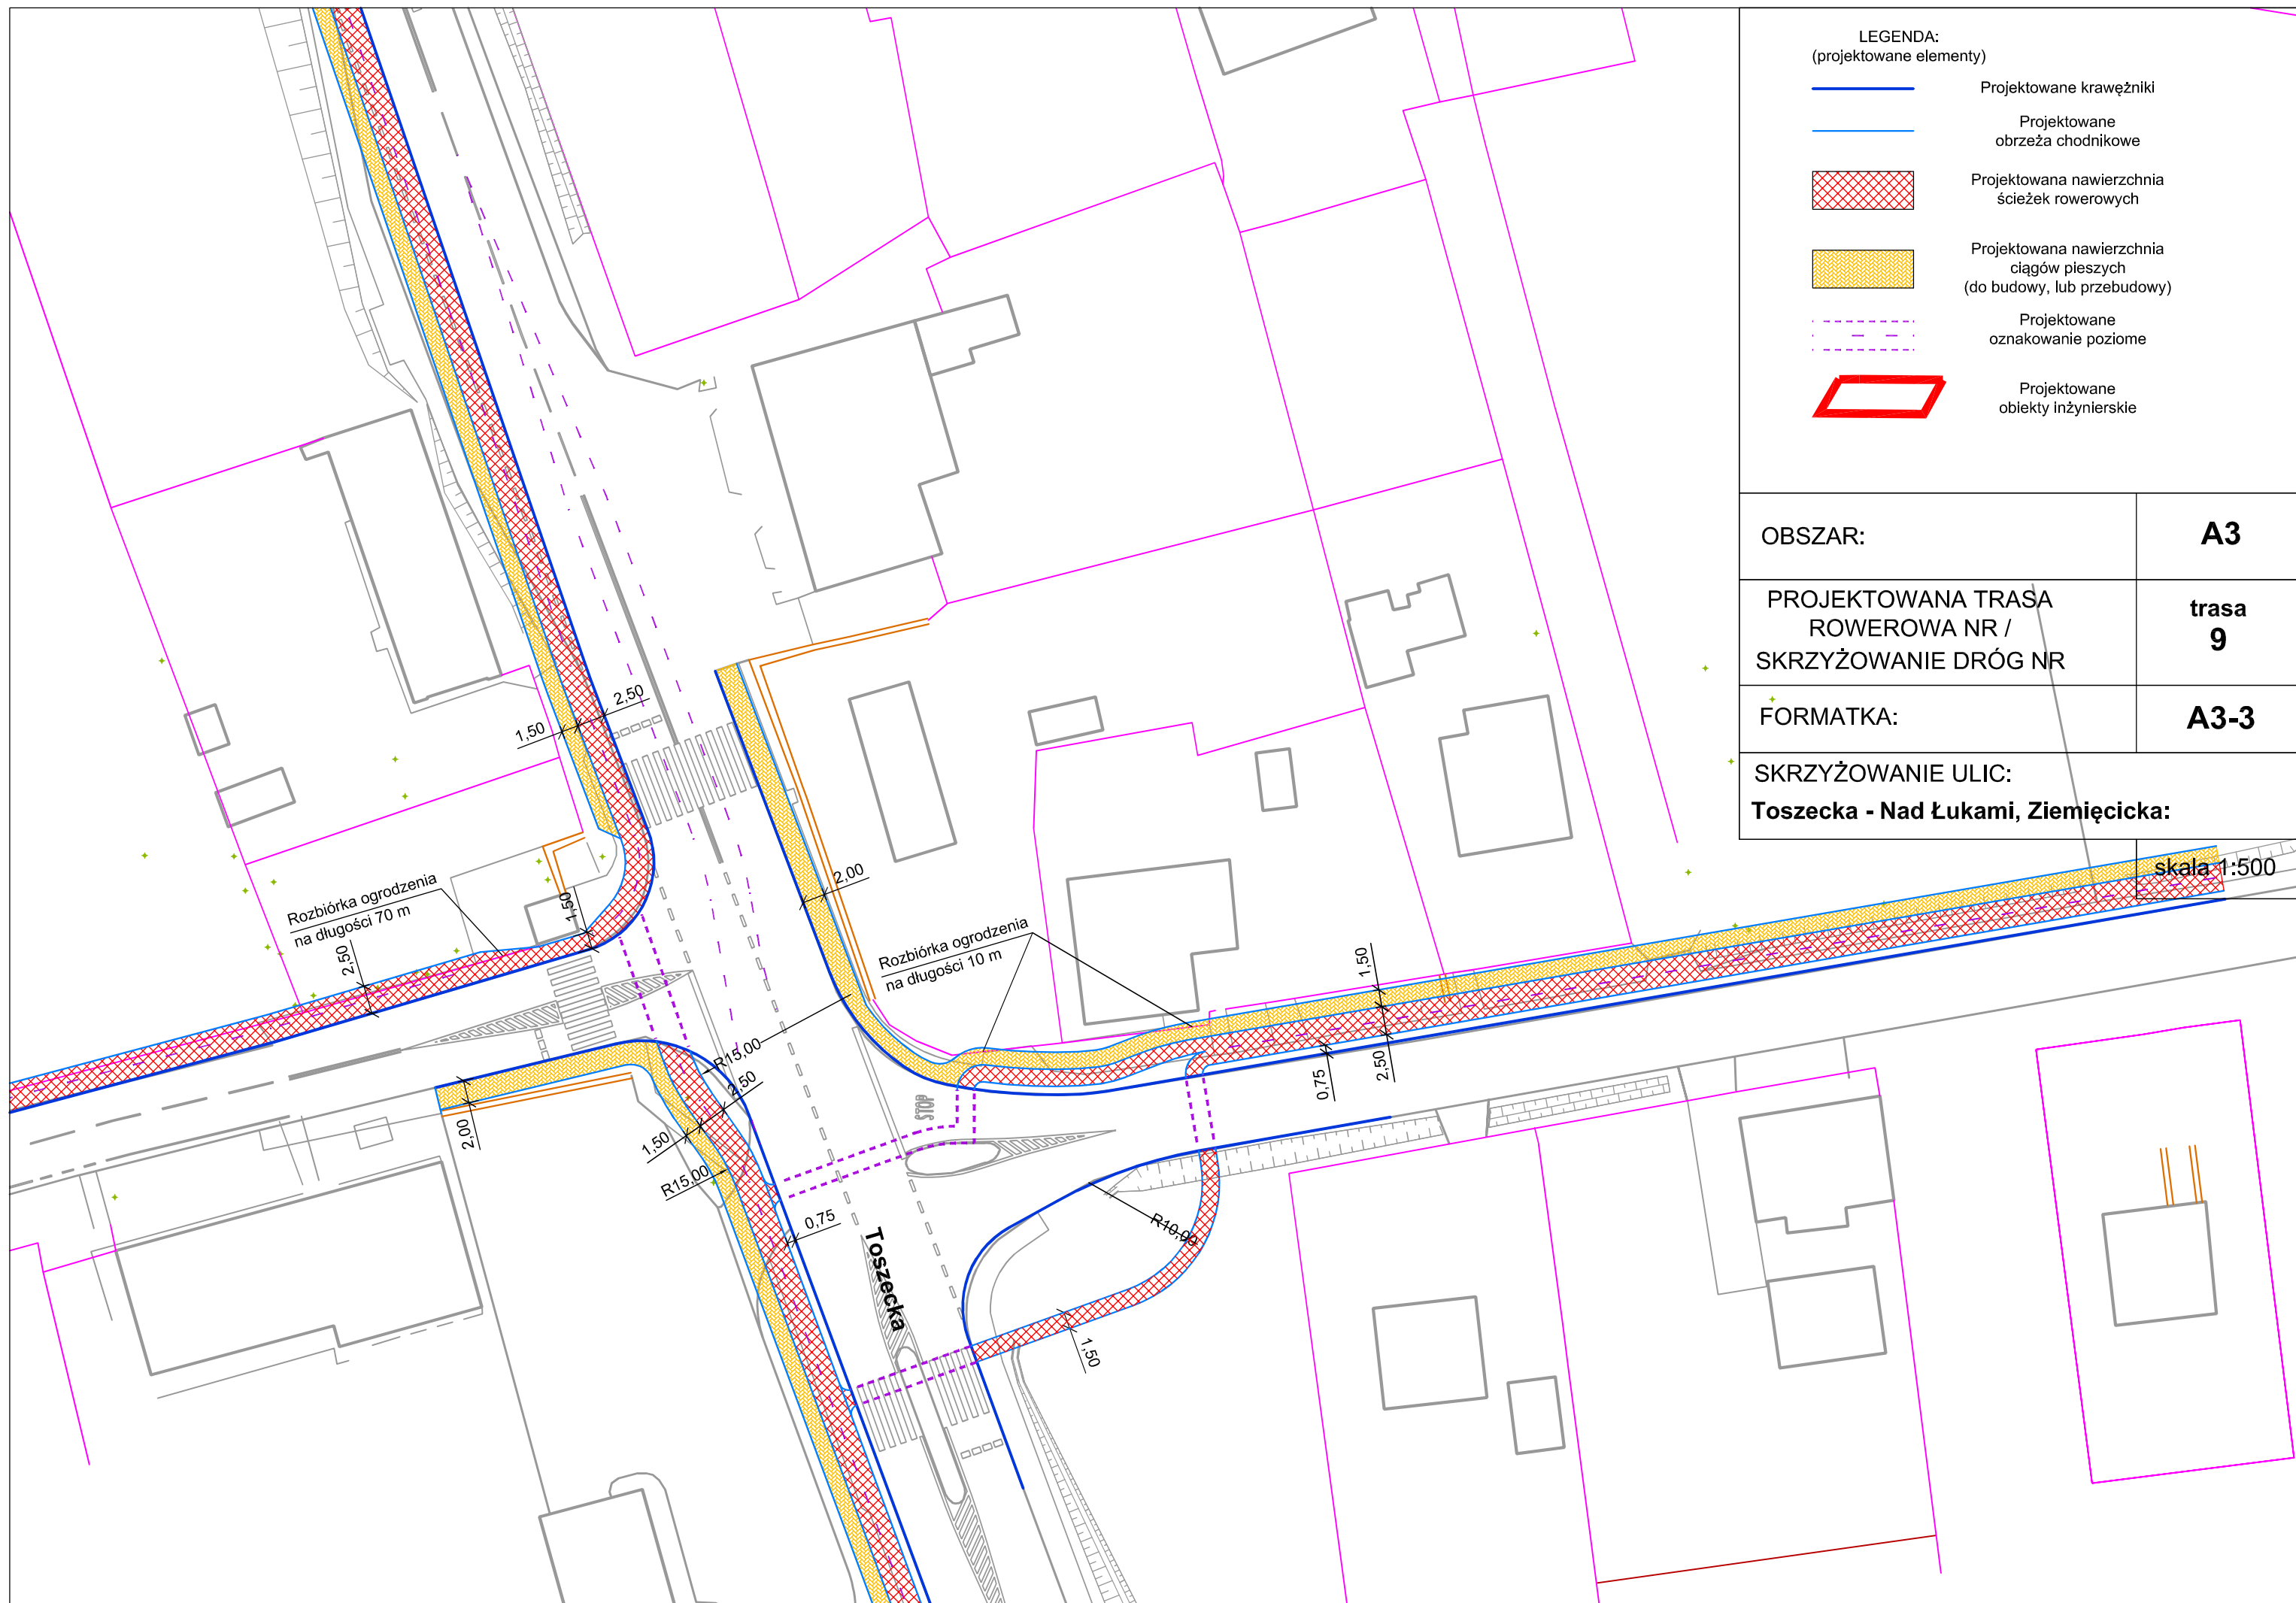 LEGENDA:
(projektowane elementy)
Projektowane krawężniki
Projektowane
obrzeża chodnikowe
Projektowana nawierzchnia
ścieżek rowerowych
Projektowana nawierzchnia
ciągów pieszych
(do budowy, lub przebudowy)
Projektowane
oznakowanie poziome
Projektowane
obiekty inżynierskie
OBSZAR:
A3
PROJEKTOWANA TRASA
ROWEROWA NR /
SKRZYŻOWANIE DRÓG NR
trasa
9
FORMATKA:
A3-3
SKRZYŻOWANIE ULIC:
Toszecka - Nad Łukami, Ziemięcicka:
skala 1:500
2,50
1,50
2,00
Rozbiórka ogrodzenia
na długości 70 m
1,50
2,50
Rozbiórka ogrodzenia
na długości 10 m
1,50
R15,00
2,50
0,75
2,50
STOP
2,00
1,50
R15,00
0,75
R10,00
Toszecka
1,50